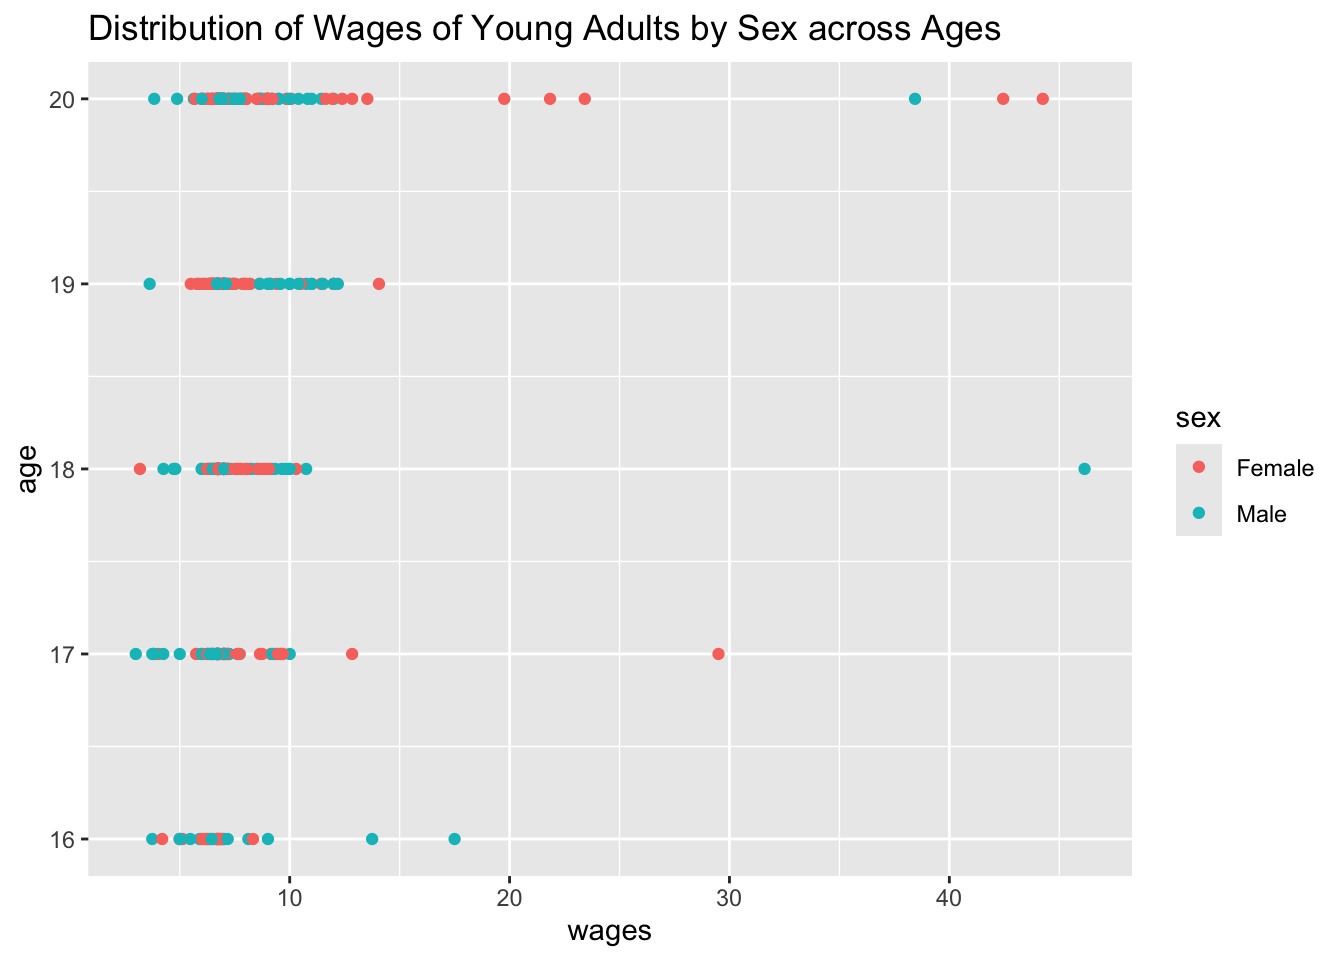 Distribution of Wages of Young Adults by Sex across Ages
20
19
18
17
16
age
10 20 30 40
wages
sex
Female
Male